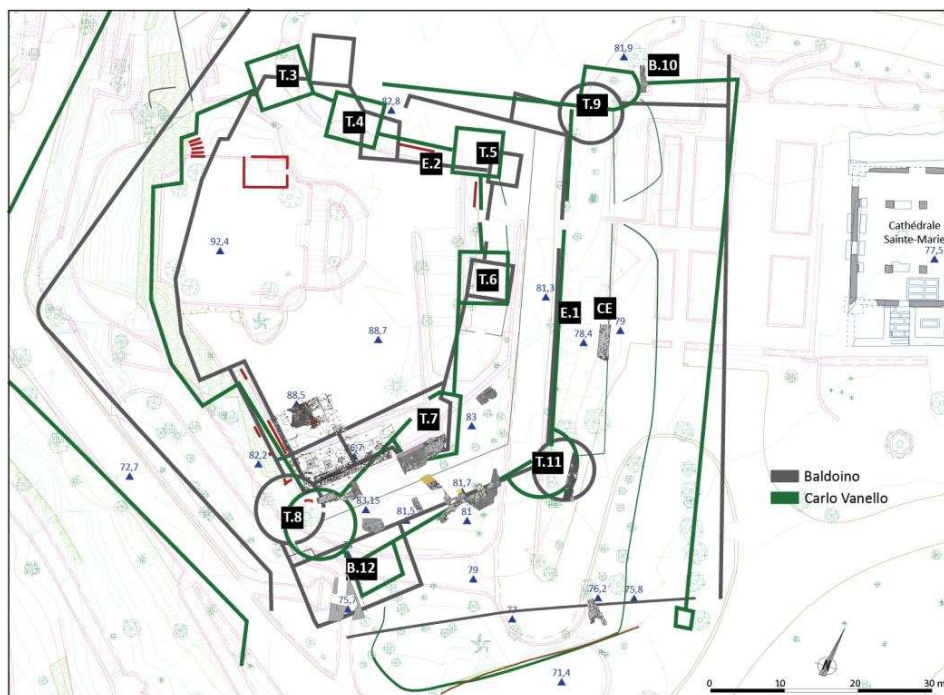 81,9
B.10
T.3
T.9
T.4
82,8
T.5
E.2
Cathédrale
Sainte-Marie
77,5
92,4
T.6
81,3
E.1
CE
79
78,4
88,7
88,5
T.7
83
82,2
T.11
72,7
81,7
T.8
83,15
81,5
81
Baldoino
Carlo Vanello
B.12
79
75,7
76,2
75,8
77
71,4
N
0
10
20
30 m